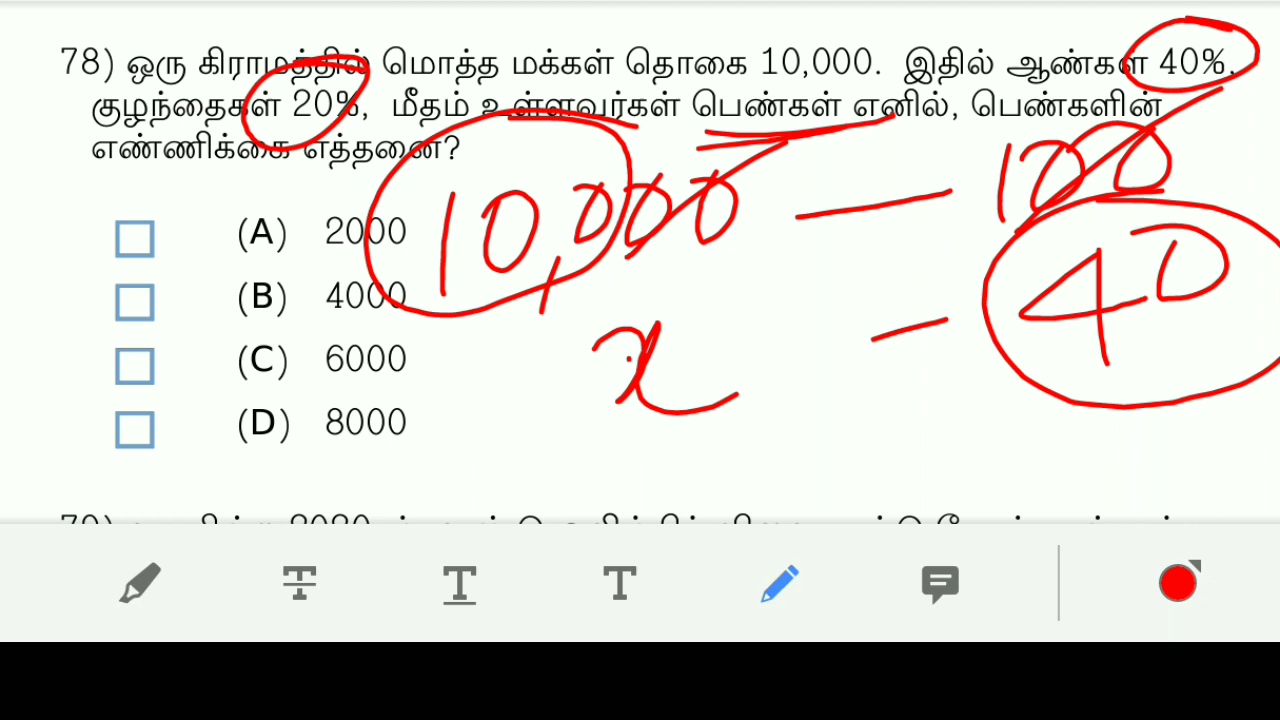 78) ஒரு கிராமத்தில் மொத்த மக்கள் தொகை 10,000. இதில் ஆண்கள் 40%.
குழந்தைகள் 20%, மீதம் உள்ளவர்கள் பெண்கள் எனில், பெண்களின்
எண்ணிக்கை எத்தனை?
10,000 — 100
(A) 2000
(B) 4000
x — 40
(C) 6000
(D) 8000